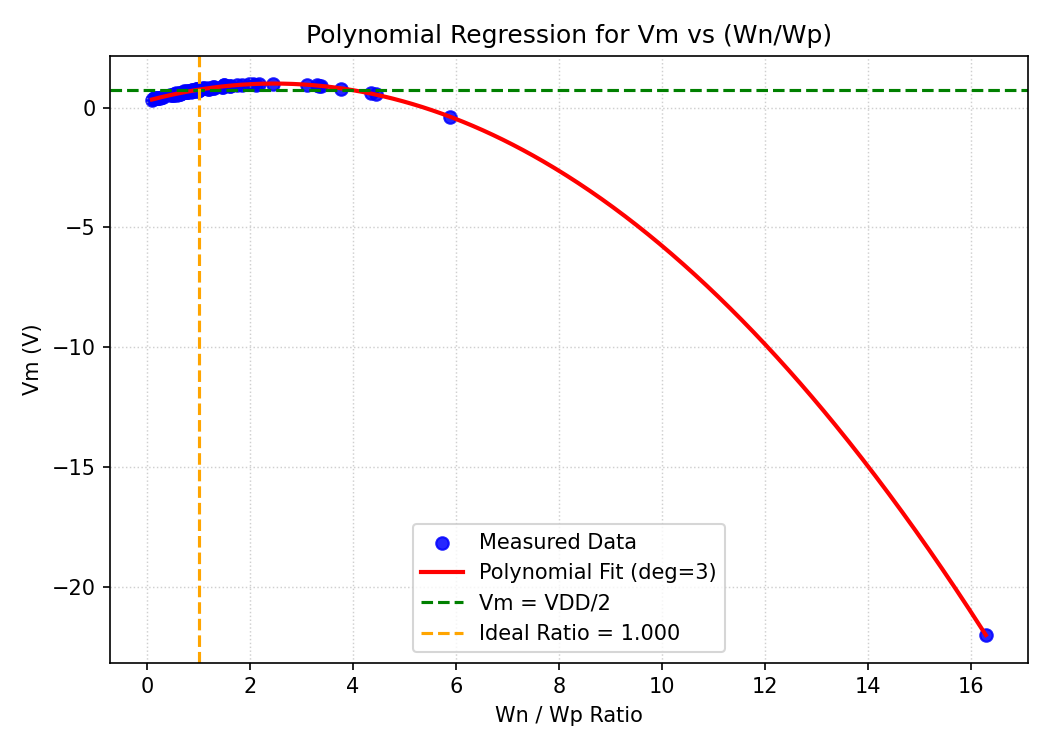 Polynomial Regression for Vm vs (Wn/Wp)
Vm (V)
0
−5
−10
−15
−20
Measured Data
Polynomial Fit (deg=3)
Vm = VDD/2
Ideal Ratio = 1.000
0 2 4 6 8 10 12 14 16
Wn / Wp Ratio